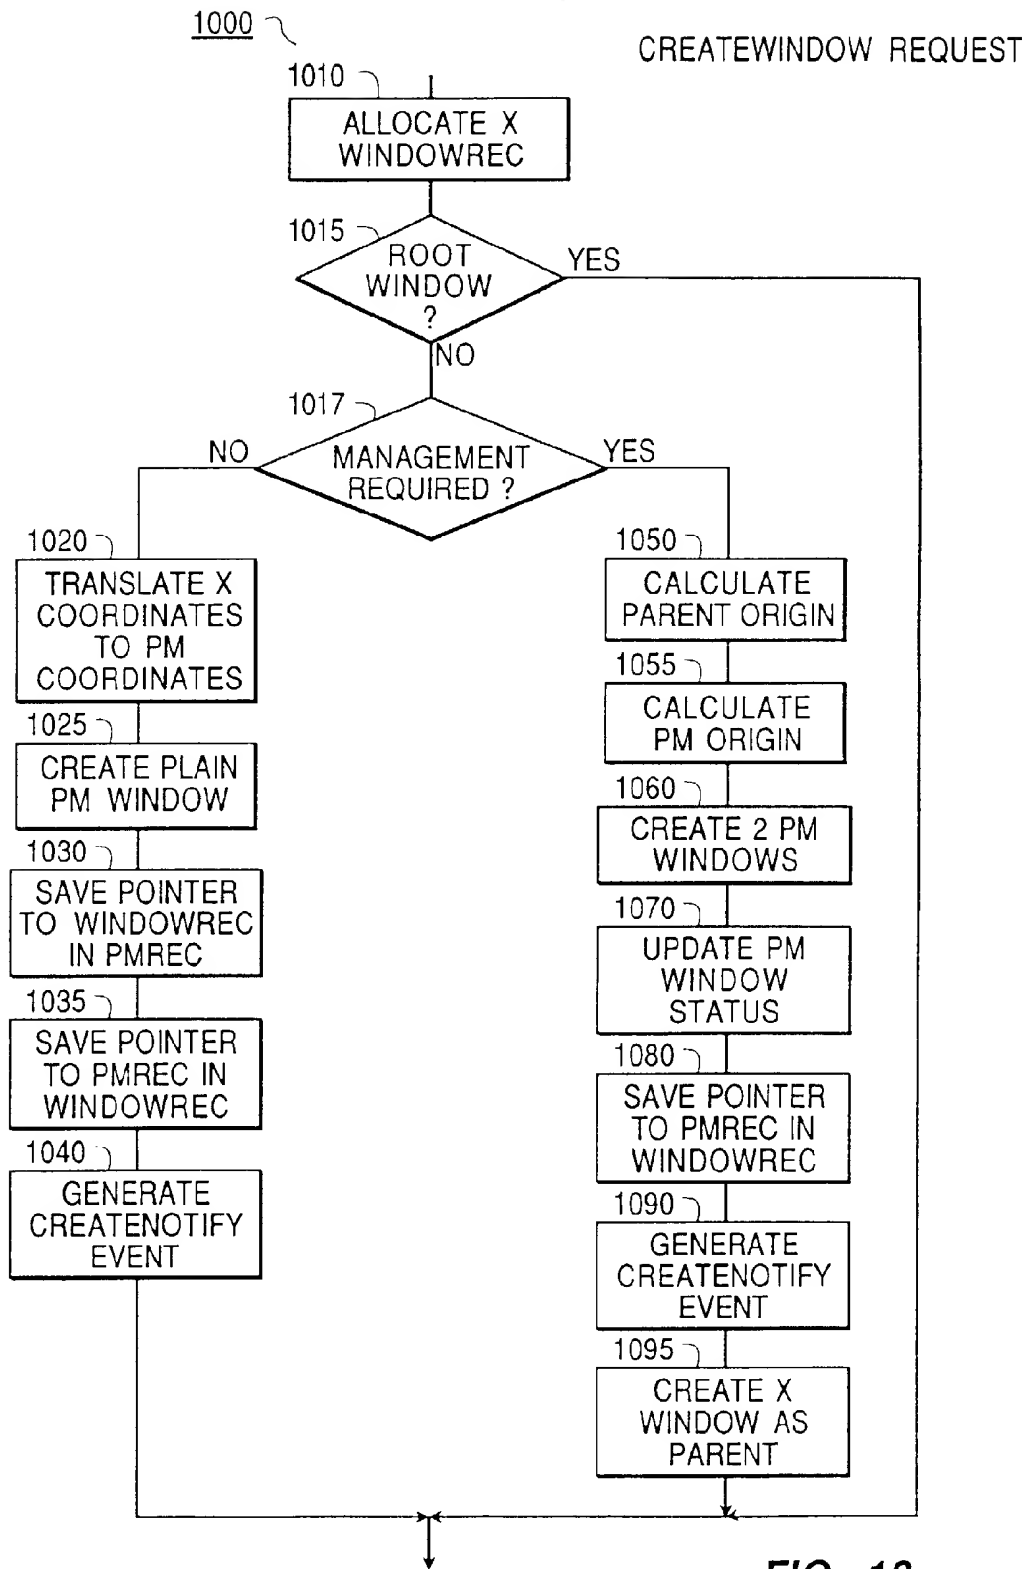 1000
CREATEWINDOW REQUEST
1010
ALLOCATE X
WINDOWREC
1015
ROOT
WINDOW
?
YES
NO
1017
MANAGEMENT
REQUIRED ?
NO
YES
1020
TRANSLATE X
COORDINATES
TO PM
COORDINATES
1025
CREATE PLAIN
PM WINDOW
1030
SAVE POINTER
TO WINDOWREC
IN PMREC
1035
SAVE POINTER
TO PMREC IN
WINDOWREC
1040
GENERATE
CREATENOTIFY
EVENT
1050
CALCULATE
PARENT ORIGIN
1055
CALCULATE
PM ORIGIN
1060
CREATE 2 PM
WINDOWS
1070
UPDATE PM
WINDOW
STATUS
1080
SAVE POINTER
TO PMREC IN
WINDOWREC
1090
GENERATE
CREATENOTIFY
EVENT
1095
CREATE X
WINDOW AS
PARENT
FIG.